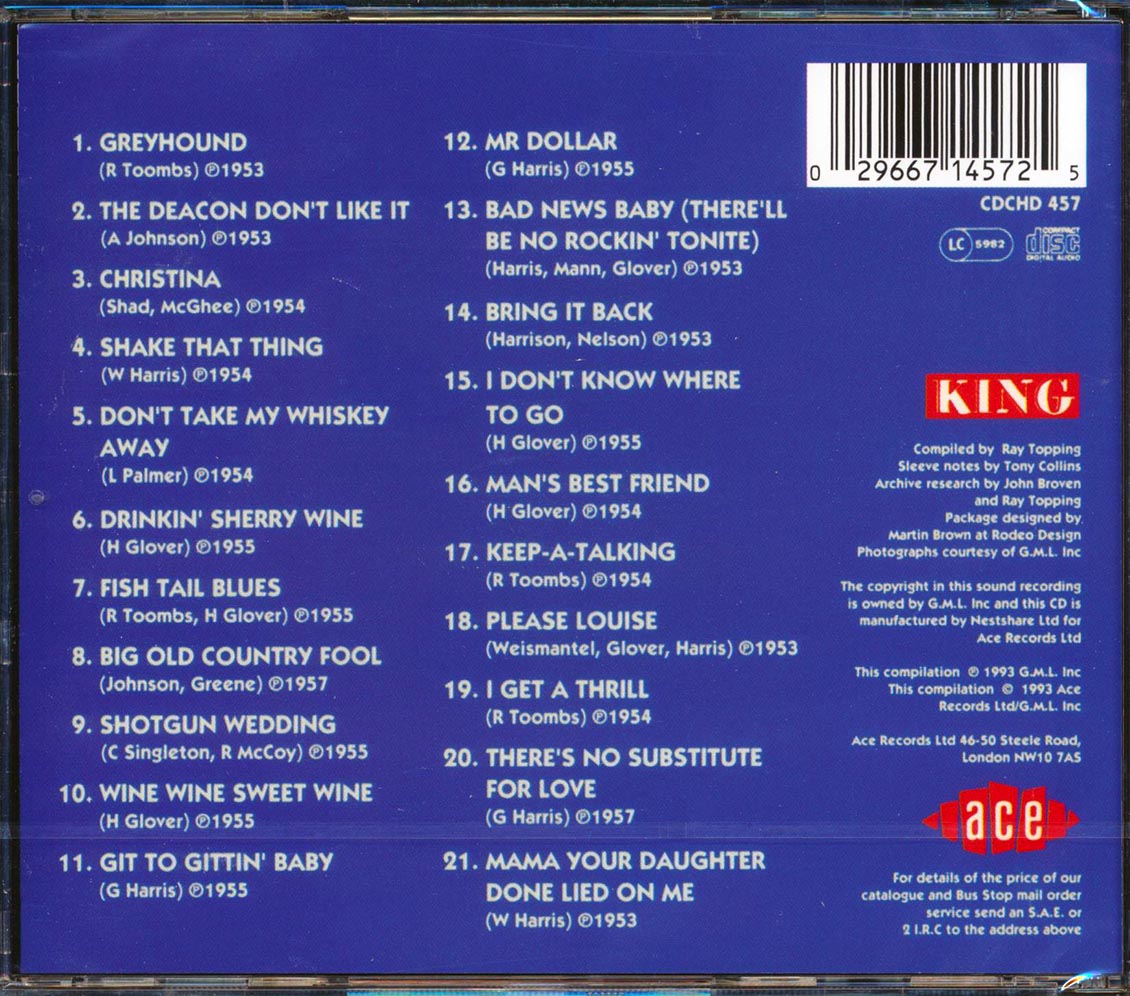 1. GREYHOUND
(R Toombs) ℗1953
2. THE DEACON DON'T LIKE IT
(A Johnson) ℗1953
3. CHRISTINA
(Shad, McGhee) ℗1954
4. SHAKE THAT THING
(W Harris) ℗1954
5. DON'T TAKE MY WHISKEY
AWAY
(L Palmer) ℗1954
6. DRINKIN' SHERRY WINE
(H Glover) ℗1955
7. FISH TAIL BLUES
(R Toombs, H Glover) ℗1955
8. BIG OLD COUNTRY FOOL
(Johnson, Greene) ℗1957
9. SHOTGUN WEDDING
(C Singleton, R McCoy) ℗1955
10. WINE WINE SWEET WINE
(H Glover) ℗1955
11. GIT TO GITTIN' BABY
(G Harris) ℗1955
12. MR DOLLAR
(G Harris) ℗1955
13. BAD NEWS BABY (THERE'LL
BE NO ROCKIN' TONITE)
(Harris, Mann, Glover) ℗1953
14. BRING IT BACK
(Harrison, Nelson) ℗1953
15. I DON'T KNOW WHERE
TO GO
(H Glover) ℗1955
16. MAN'S BEST FRIEND
(H Glover) ℗1954
17. KEEP-A-TALKING
(R Toombs) ℗1954
18. PLEASE LOUISE
(Weismantel, Glover, Harris) ℗1953
19. I GET A THRILL
(R Toombs) ℗1954
20. THERE'S NO SUBSTITUTE
FOR LOVE
(G Harris) ℗1957
21. MAMA YOUR DAUGHTER
DONE LIED ON ME
(W Harris) ℗1953
0 29667 14572 5
CDCHD 457
LC 5982
COMPACT
disc
DIGITAL AUDIO
KING
Compiled by Ray Topping
Sleeve notes by Tony Collins
Archive research by John Broven
and Ray Topping
Package designed by
Martin Brown at Rodeo Design
Photographs courtesy of G.M.L. Inc
The copyright in this sound recording
is owned by G.M.L. Inc and this CD is
manufactured by Nestshare Ltd for
Ace Records Ltd
This compilation ℗ 1993 G.M.L. Inc
This compilation © 1993 Ace
Records Ltd/G.M.L. Inc
Ace Records Ltd 46-50 Steele Road,
London NW10 7AS
ace
For details of the price of our
catalogue and Bus Stop mail order
service send an S.A.E. or
2 I.R.C to the address above